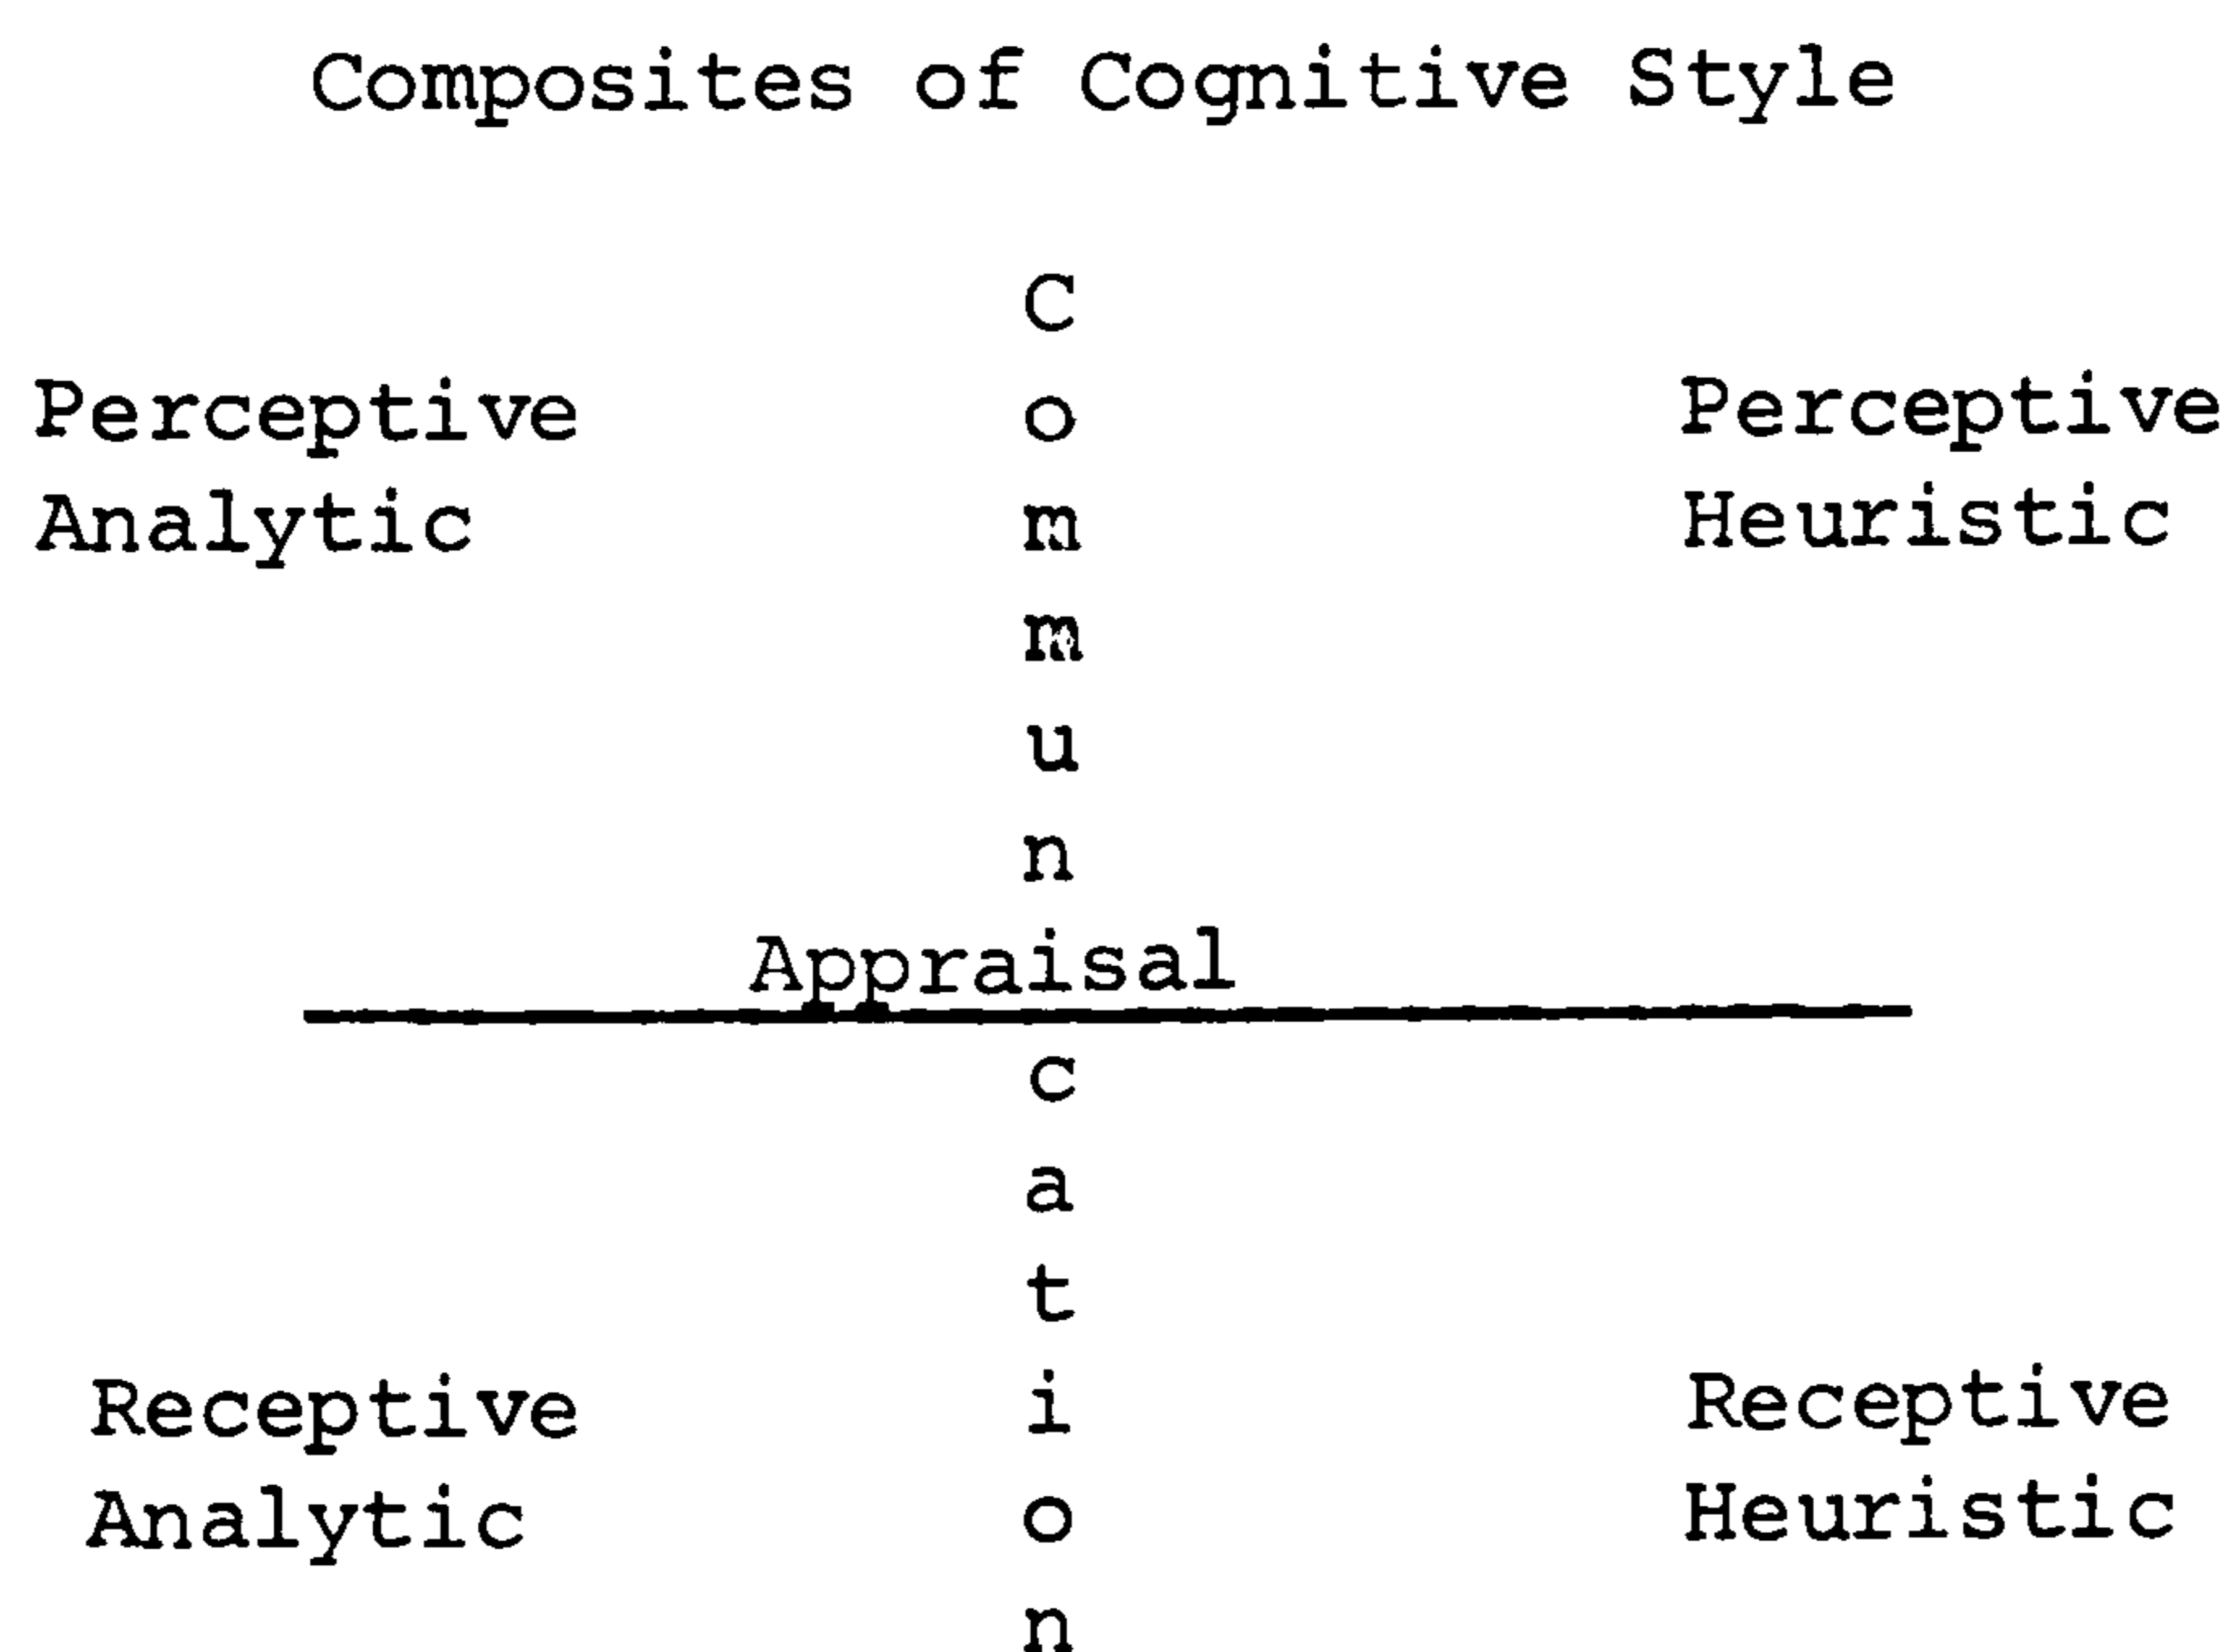 Composites of Cognitive Style
C
Perceptive o Perceptive
Analytic m Heuristic
m
u
n
Appraisal
c
a
t
Receptive i Receptive
Analytic o Heuristic
n